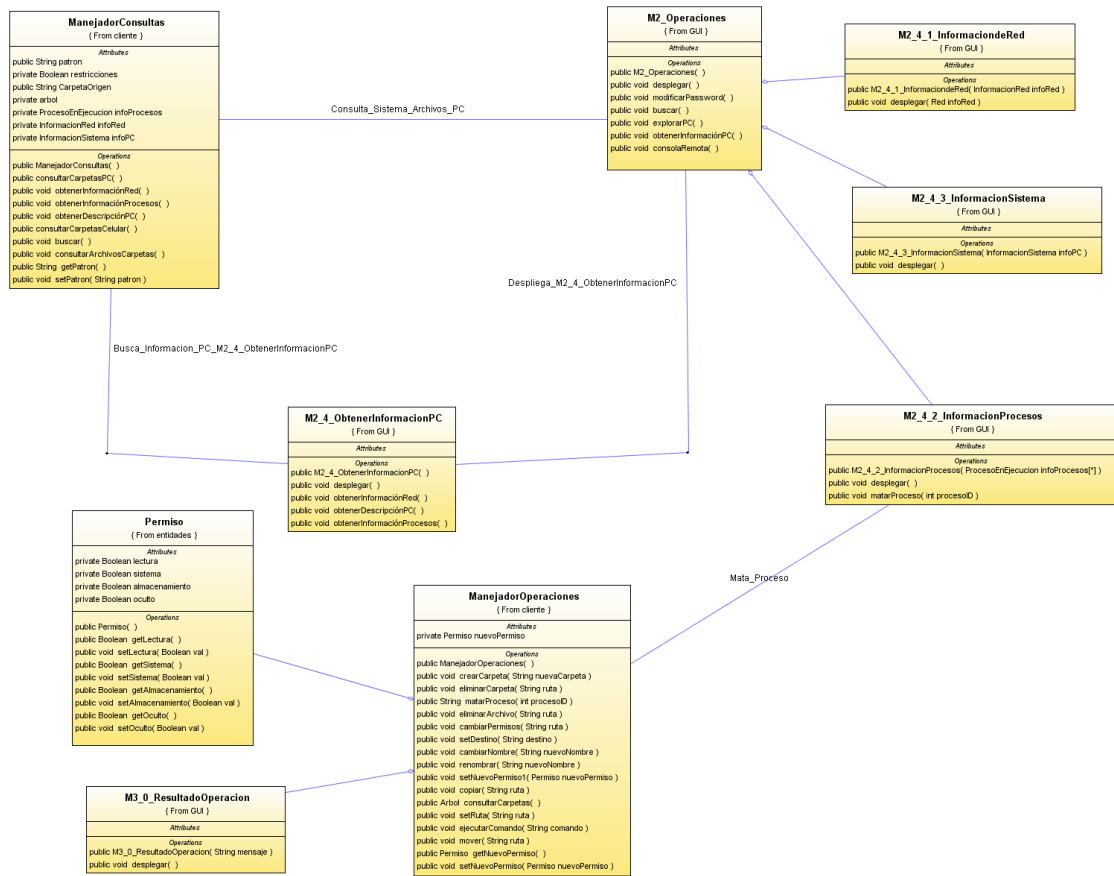 ManejadorConsultas
{ From cliente }
Attributes
public String patron
private Boolean restricciones
public String CarpetaOrigen
private arbol
private ProcesoEnEjecucion infoProcesos
private InformacionRed infoRed
private InformacionSistema infoPC
Operations
public ManejadorConsultas( )
public consultarCarpetasPC( )
public void obtenerInformaciónRed( )
public void obtenerInformaciónProcesos( )
public void obtenerDescripciónPC( )
public consultarCarpetasCelular( )
public void buscar( )
public void consultarArchivosCarpetas( )
public String getPatron( )
public void setPatron( String patron )
Consulta_Sistema_Archivos_PC
M2_Operaciones
{ From GUI }
Attributes
Operations
public M2_Operaciones( )
public void desplegar( )
public void modificarPassword( )
public void buscar( )
public void explorarPC( )
public void obtenerInformaciónPC( )
public void consolaRemota( )
M2_4_1_InformaciondeRed
{ From GUI }
Attributes
Operations
public M2_4_1_InformaciondeRed( InformacionRed infoRed )
public void desplegar( Red infoRed )
M2_4_3_InformacionSistema
{ From GUI }
Attributes
Operations
public M2_4_3_InformacionSistema( InformacionSistema infoPC )
public void desplegar( )
Despliega_M2_4_ObtenerInformacionPC
Busca_Informacion_PC_M2_4_ObtenerInformacionPC
M2_4_ObtenerInformacionPC
{ From GUI }
Attributes
Operations
public M2_4_ObtenerInformacionPC( )
public void desplegar( )
public void obtenerInformaciónRed( )
public void obtenerDescripciónPC( )
public void obtenerInformaciónProcesos( )
M2_4_2_InformacionProcesos
{ From GUI }
Attributes
Operations
public M2_4_2_InformacionProcesos( ProcesoEnEjecucion infoProcesos[*] )
public void desplegar( )
public void matarProceso( int procesoID )
Permiso
{ From entidades }
Attributes
private Boolean lectura
private Boolean sistema
private Boolean almacenamiento
private Boolean oculto
Operations
public Permiso( )
public Boolean getLectura( )
public void setLectura( Boolean val )
public Boolean getSistema( )
public void setSistema( Boolean val )
public Boolean getAlmacenamiento( )
public void setAlmacenamiento( Boolean val )
public Boolean getOculto( )
public void setOculto( Boolean val )
Mata_Proceso
ManejadorOperaciones
{ From cliente }
Attributes
private Permiso nuevoPermiso
Operations
public ManejadorOperaciones( )
public void crearCarpeta( String nuevaCarpeta )
public void eliminarCarpeta( String ruta )
public String matarProceso( int procesoID )
public void eliminarArchivo( String ruta )
public void cambiarPermisos( String ruta )
public void setDestino( String destino )
public void cambiarNombre( String nuevoNombre )
public void renombrar( String nuevoNombre )
public void setNuevoPermiso1( Permiso nuevoPermiso )
public void copiar( String ruta )
public Arbol consultarCarpetas( )
public void setRuta( String ruta )
public void ejecutarComando( String comando )
public void mover( String ruta )
public Permiso getNuevoPermiso( )
public void setNuevoPermiso( Permiso nuevoPermiso )
M3_0_ResultadoOperacion
{ From GUI }
Attributes
Operations
public M3_0_ResultadoOperacion( String mensaje )
public void desplegar( )